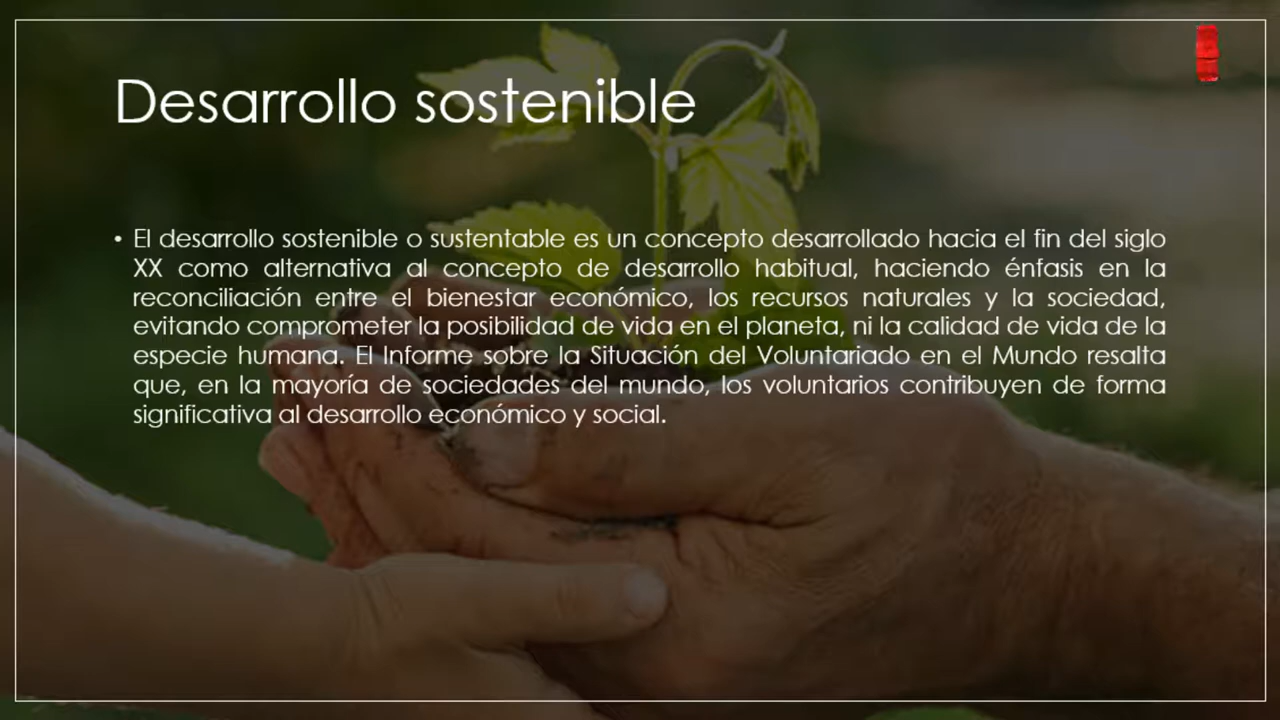 Desarrollo sostenible
• El desarrollo sostenible o sustentable es un concepto desarrollado hacia el fin del siglo
XX como alternativa al concepto de desarrollo habitual, haciendo énfasis en la
reconciliación entre el bienestar económico, los recursos naturales y la sociedad,
evitando comprometer la posibilidad de vida en el planeta, ni la calidad de vida de la
especie humana. El Informe sobre la Situación del Voluntariado en el Mundo resalta
que, en la mayoría de sociedades del mundo, los voluntarios contribuyen de forma
significativa al desarrollo económico y social.